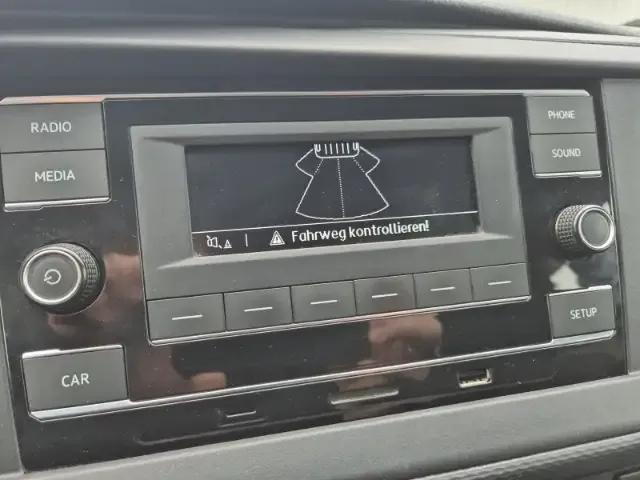 RADIO
MEDIA
PHONE
SOUND
Fahrweg kontrollieren!
CAR
SETUP